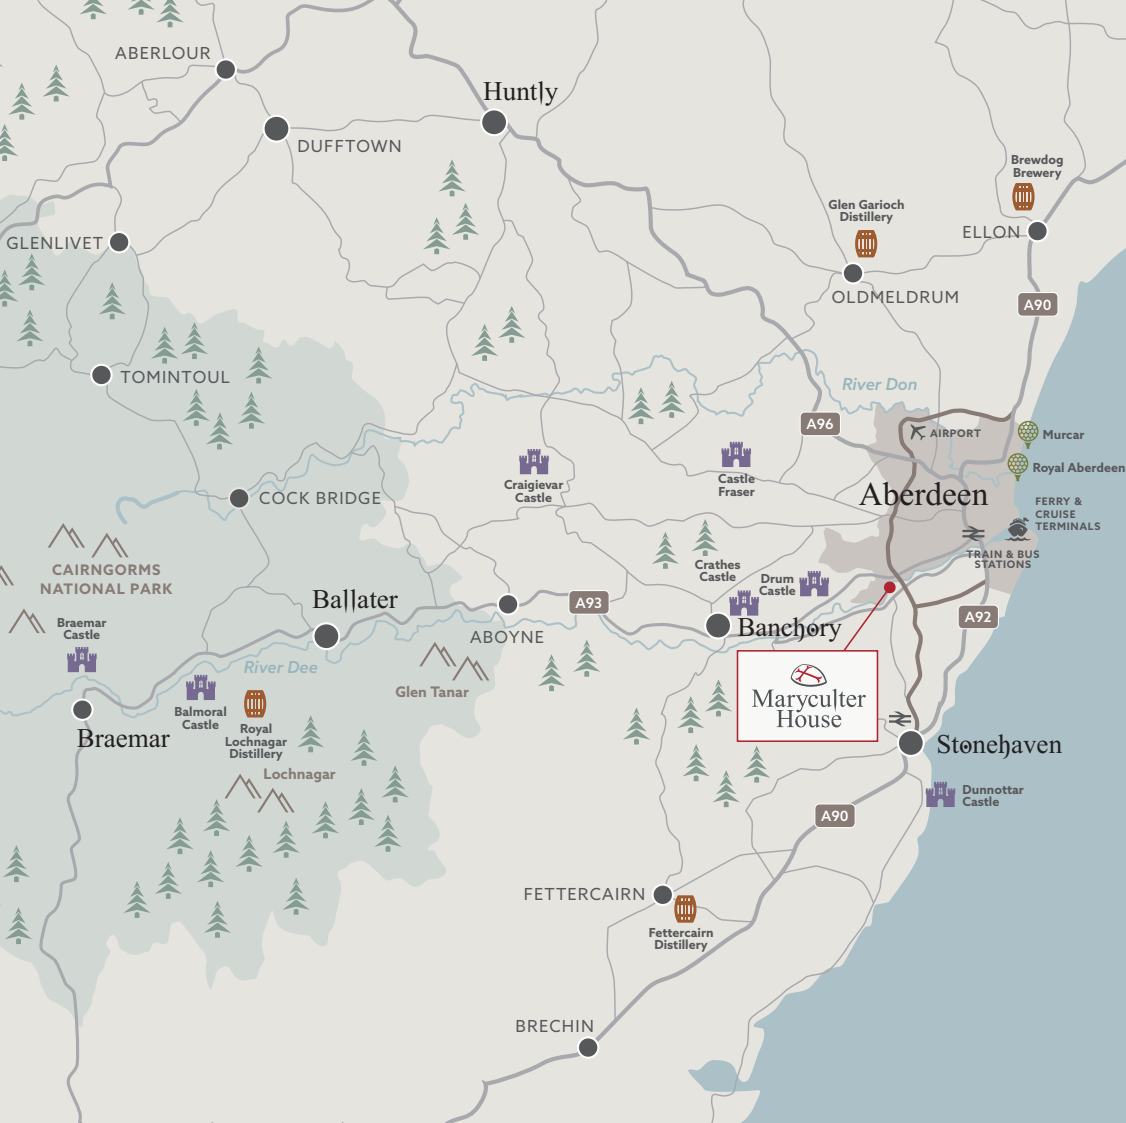 ABERLOUR
Huntly
DUFFTOWN
Brewdog
Brewery
Glen Garioch
Distillery
ELLON
GLENLIVET
OLDMELDRUM
A90
TOMINTOUL
River Don
A96
AIRPORT
Murcar
Royal Aberdeen
Craigievar
Castle
Castle
Fraser
Aberdeen
COCK BRIDGE
FERRY &
CRUISE
TERMINALS
TRAIN & BUS
STATIONS
CAIRNGORMS
NATIONAL PARK
Crathes
Castle
Drum
Castle
Ballater
A93
ABOYNE
Banchory
A92
Braemar
Castle
River Dee
Glen Tanar
Maryculter
House
Balmoral
Castle
Royal
Lochnagar
Distillery
Braemar
Stonehaven
Lochnagar
Dunnottar
Castle
A90
FETTERCAIRN
Fettercairn
Distillery
BRECHIN